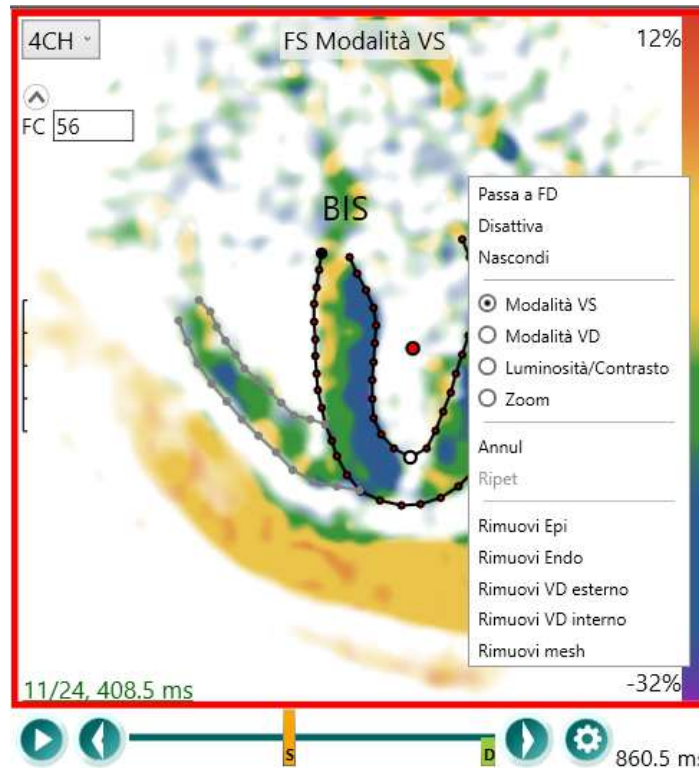 4CH
FS Modalità VS
12%
FC 56
BIS
Passa a FD
Disattiva
Nascondi
Modalità VS
Modalità VD
Luminosità/Contrasto
Zoom
Annul
Ripet
Rimuovi Epi
Rimuovi Endo
Rimuovi VD esterno
Rimuovi VD interno
Rimuovi mesh
11/24, 408.5 ms
-32%
S
D
860.5 ms